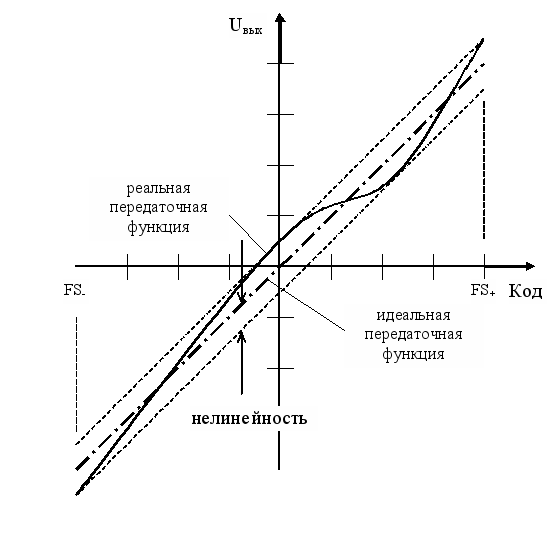 Uвых
реальная
передаточная
функция
FS-
FS+
Код
идеальная
передаточная
функция
нелинейность